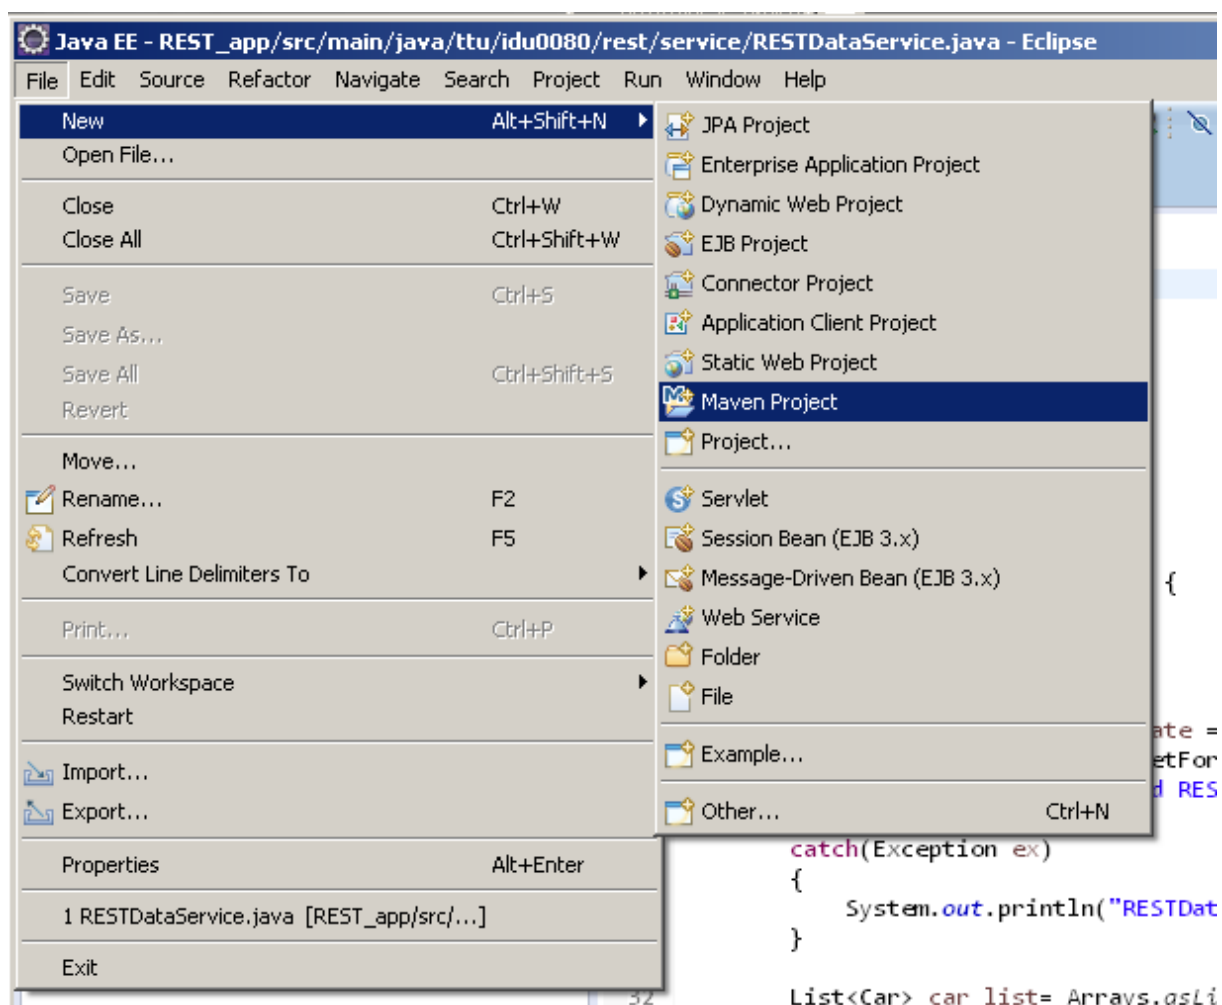 Java EE - REST_app/src/main/java/ttu/idu0080/rest/service/RESTDataService.java - Eclipse
File Edit Source Refactor Navigate Search Project Run Window Help
New Alt+Shift+N
Open File...
Close Ctrl+W
Close All Ctrl+Shift+W
Save Ctrl+S
Save As...
Save All Ctrl+Shift+S
Revert
Move...
Rename... F2
Refresh F5
Convert Line Delimiters To
Print... Ctrl+P
Switch Workspace
Restart
Import...
Export...
Properties Alt+Enter
1 RESTDataService.java [REST_app/src/...]
Exit
JPA Project
Enterprise Application Project
Dynamic Web Project
EJB Project
Connector Project
Application Client Project
Static Web Project
Maven Project
Project...
Servlet
Session Bean (EJB 3.x)
Message-Driven Bean (EJB 3.x)
Web Service
Folder
File
Example...
Other... Ctrl+N
{
ate =
etFor
d RES
catch(Exception ex)
{
System.out.println("RESTDat
}
32 List<Car> car_list= Arrays.asLi